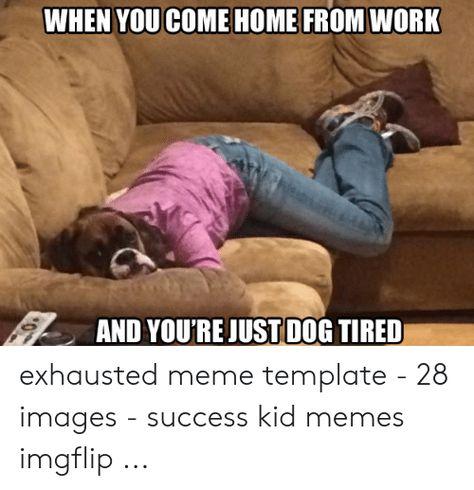 WHEN YOU COME HOME FROM WORK
AND YOU'RE JUST DOG TIRED
exhausted meme template - 28
images - success kid memes
imgflip ...